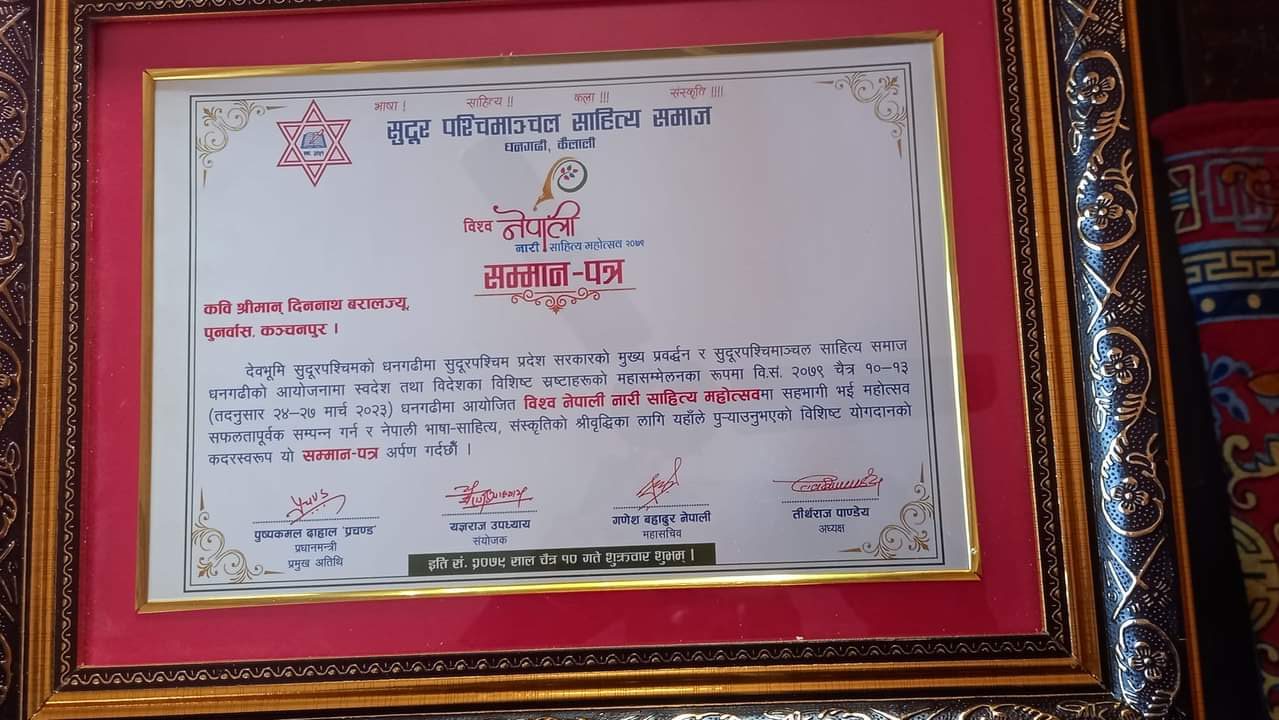 भाषा ! साहित्य !! कला !!! संस्कृति !!!!
सुदूर पश्चिमाञ्चल साहित्य समाज
धनगढी, कैलाली
विश्व नेपाली
नारी साहित्य महोत्सव २०७९
सम्मान-पत्र
कवि श्रीमान् दिननाथ बरालज्यू,
पुनर्वास, कञ्चनपुर ।
देवभूमि सुदूरपश्चिमको धनगढीमा सुदूरपश्चिम प्रदेश सरकारको मुख्य प्रवर्द्धन र सुदूरपश्चिमाञ्चल साहित्य समाज
धनगढीको आयोजनामा स्वदेश तथा विदेशका विशिष्ट स्रष्टाहरूको महासम्मेलनका रूपमा वि.सं. २०७९ चैत्र १०–१३
(तदनुसार २४–२७ मार्च २०२३) धनगढीमा आयोजित विश्व नेपाली नारी साहित्य महोत्सवमा सहभागी भई महोत्सव
सफलतापूर्वक सम्पन्न गर्न र नेपाली भाषा-साहित्य, संस्कृतिको श्रीवृद्धिका लागि यहाँले पुऱ्याउनुभएको विशिष्ट योगदानको
कदरस्वरूप यो सम्मान-पत्र अर्पण गर्दछौं ।
पुष्पकमल दाहाल 'प्रचण्ड' यज्ञराज उपध्याय गणेश बहादुर नेपाली तीर्थराज पाण्डेय
प्रधानमन्त्री संयोजक महासचिव अध्यक्ष
प्रमुख अतिथि
इति सं. २०७९ साल चैत्र १० गते शुक्रवार शुभम् ।